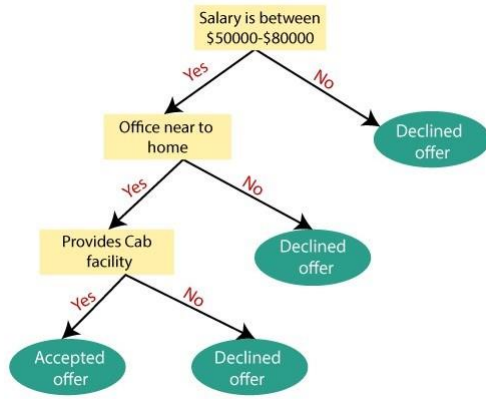 Salary is between
$50000-$80000
Yes
No
Office near to
home
Declined
offer
Yes
No
Provides Cab
facility
Declined
offer
Yes
No
Accepted
offer
Declined
offer